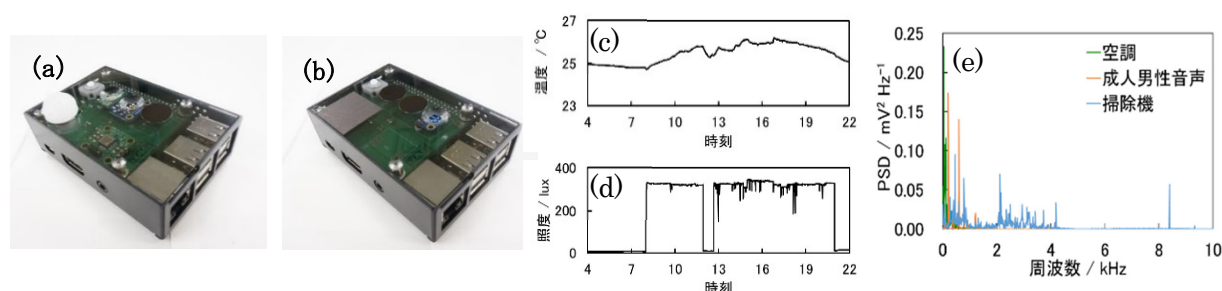 (a)
(b)
(c)
温度 / ℃
27
25
23
4 7 10 13 16 19 22
時刻
(d)
照度 / lux
400
200
0
4 7 10 13 16 19 22
時刻
(e)
PSD / mV² Hz⁻¹
0.25
0.20
0.15
0.10
0.05
0.00
空調
成人男性音声
掃除機
0 2 4 6 8 10
周波数 / kHz